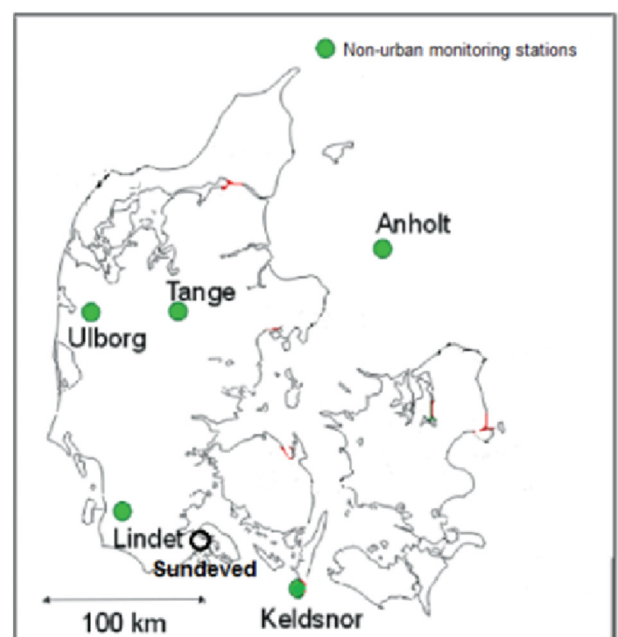 Non-urban monitoring stations
Anholt
Tange
Ulborg
Lindet
Sundeved
100 km
Keldsnor